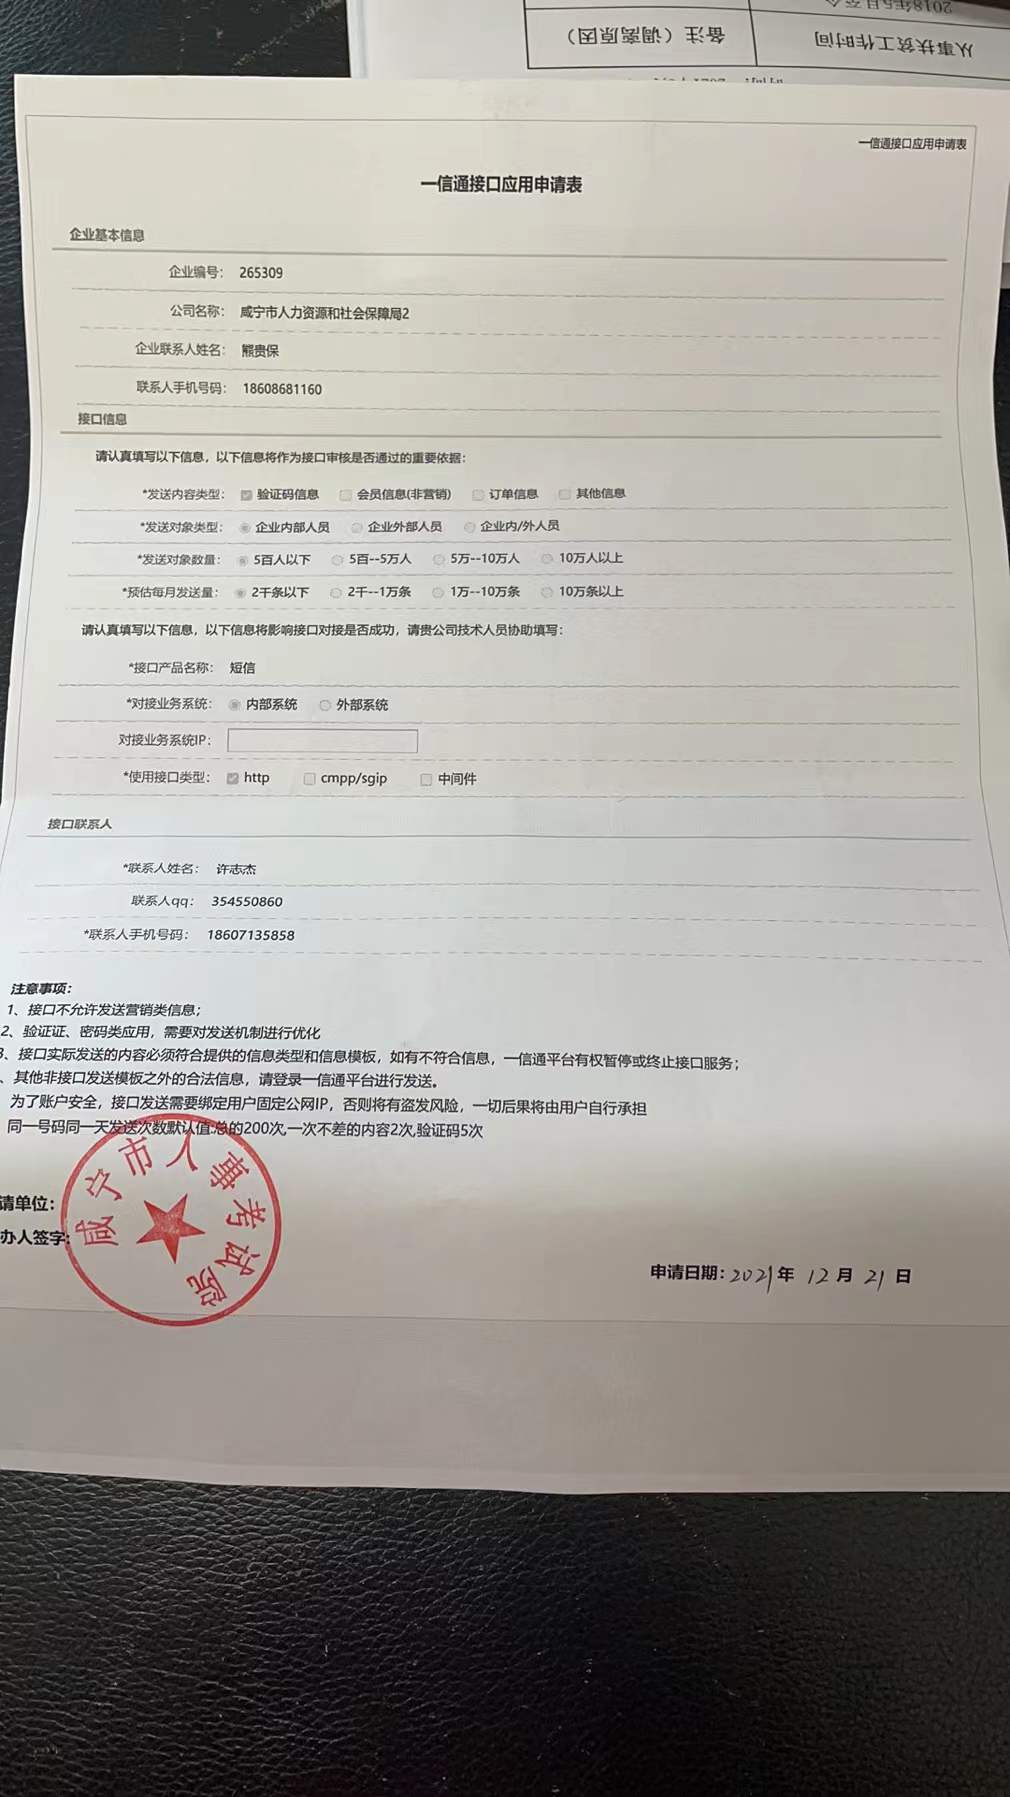 2018年5月至今
从事扶贫工作时间 备注（调离原因）
一信通接口应用申请表
一信通接口应用申请表
企业基本信息
企业编号： 265309
公司名称： 咸宁市人力资源和社会保障局2
企业联系人姓名： 熊贵保
联系人手机号码： 18608681160
接口信息
请认真填写以下信息，以下信息将作为接口审核是否通过的重要依据：
*发送内容类型： 验证码信息 会员信息(非营销) 订单信息 其他信息
*发送对象类型： 企业内部人员 企业外部人员 企业内/外人员
*发送对象数量： 5百人以下 5百--5万人 5万--10万人 10万人以上
*预估每月发送量： 2千条以下 2千--1万条 1万--10万条 10万条以上
请认真填写以下信息，以下信息将影响接口对接是否成功，请贵公司技术人员协助填写：
*接口产品名称： 短信
*对接业务系统： 内部系统 外部系统
对接业务系统IP：
*使用接口类型： http cmpp/sgip 中间件
接口联系人
*联系人姓名： 许志杰
联系人qq： 354550860
*联系人手机号码： 18607135858
注意事项：
1、接口不允许发送营销类信息；
2、验证证、密码类应用，需要对发送机制进行优化
3、接口实际发送的内容必须符合提供的信息类型和信息模板，如有不符合信息，一信通平台有权暂停或终止接口服务；
、其他非接口发送模板之外的合法信息，请登录一信通平台进行发送。
为了账户安全，接口发送需要绑定用户固定公网IP，否则将有盗发风险，一切后果将由用户自行承担
同一号码同一天发送次数默认值:总的200次,一次不差的内容2次,验证码5次
请单位：
办人签字：
咸宁市人事考试院
申请日期：2021年 12月 21日